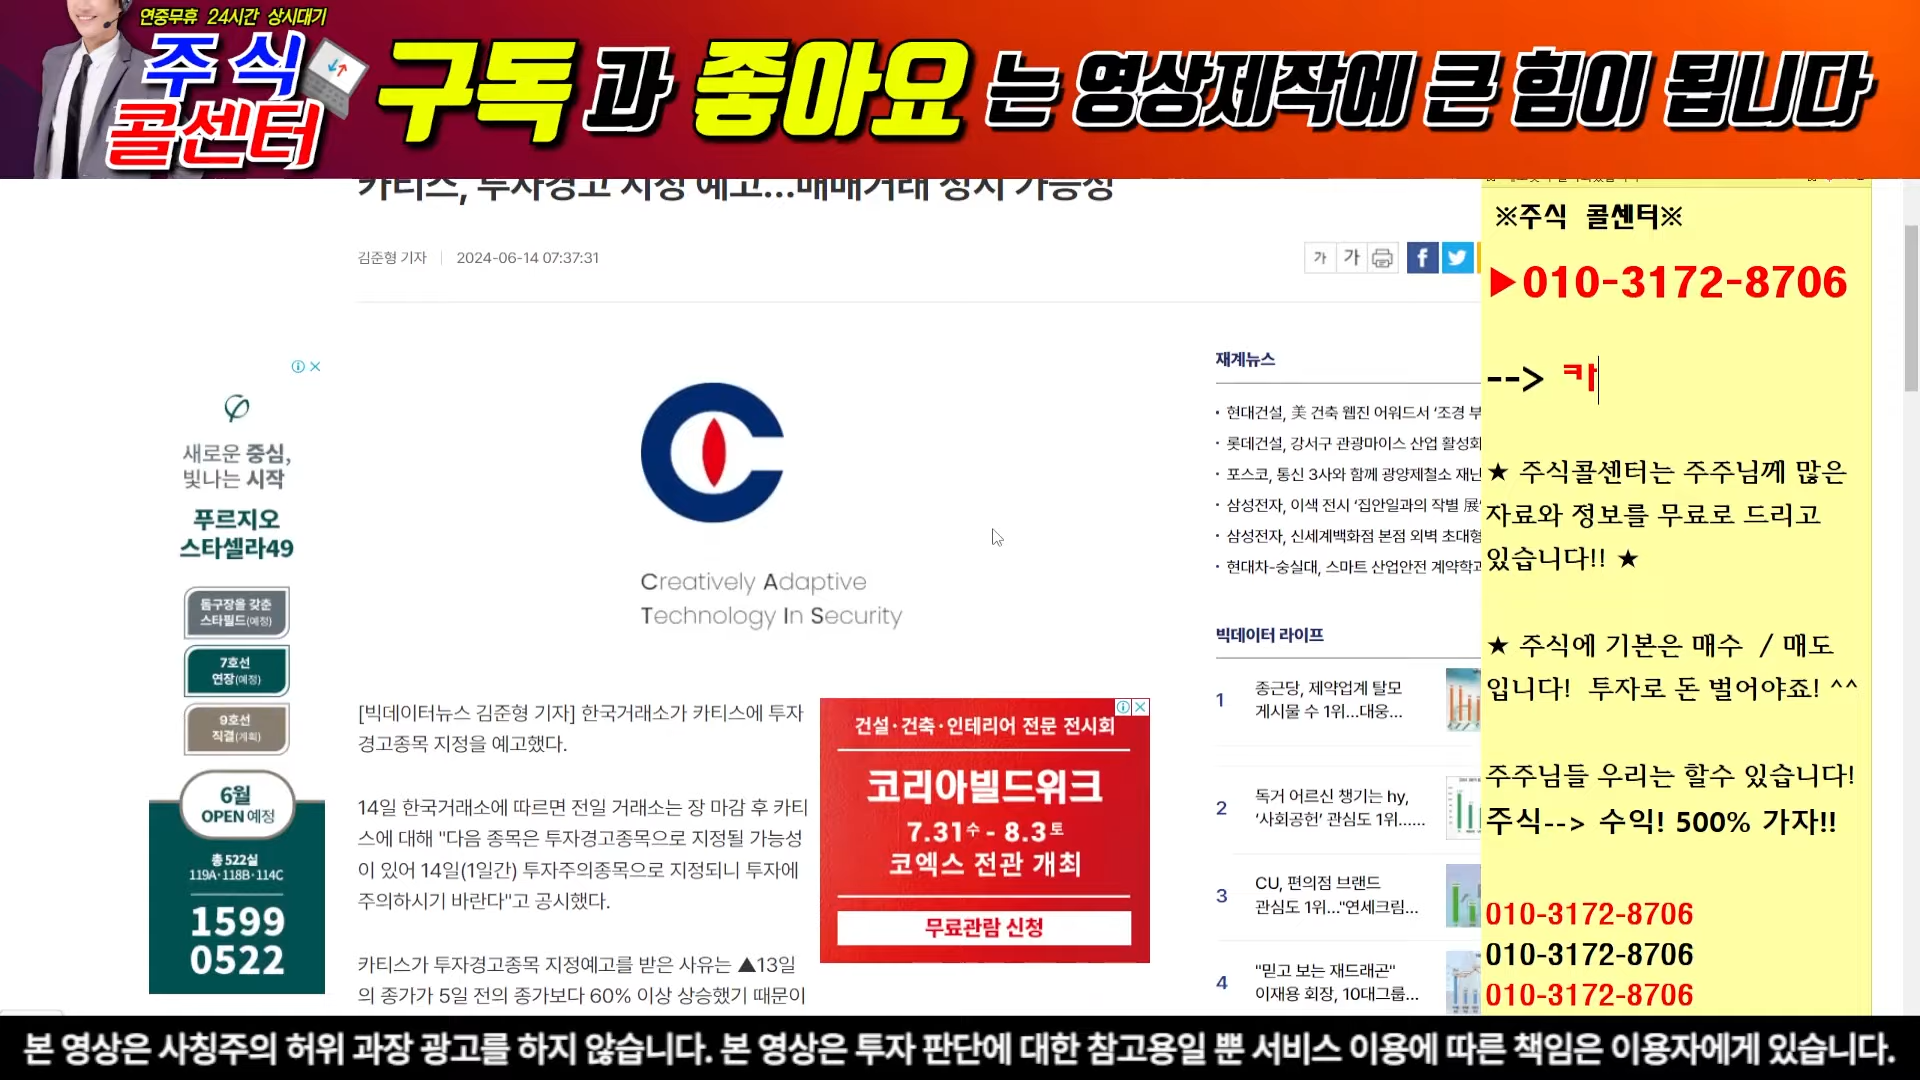 연중무휴 24시간 상시대기
주식
콜센터
구독과 좋아요는 영상제작에 큰 힘이 됩니다
카티스, 투자경고 지정 예고...매매거래 정지 가능성
김준형 기자
2024-06-14 07:37:31
가
가
새로운 중심,
빛나는 시작
푸르지오
스타셀라49
돔구장을 갖춘
스타필드(예정)
7호선
연장(예정)
9호선
직결(계획)
6월
OPEN 예정
총 522실
119A·118B·114C
1599
0522
Creatively Adaptive
Technology In Security
[빅데이터뉴스 김준형 기자] 한국거래소가 카티스에 투자
경고종목 지정을 예고했다.
14일 한국거래소에 따르면 전일 거래소는 장 마감 후 카티
스에 대해 "다음 종목은 투자경고종목으로 지정될 가능성
이 있어 14일(1일간) 투자주의종목으로 지정되니 투자에
주의하시기 바란다"고 공시했다.
카티스가 투자경고종목 지정예고를 받은 사유는 ▲13일
의 종가가 5일 전의 종가보다 60% 이상 상승했기 때문이
건설·건축·인테리어 전문 전시회
코리아빌드위크
7.31수 - 8.3토
코엑스 전관 개최
무료관람 신청
재계뉴스
· 현대건설, 美 건축 웹진 어워드서 ‘조경 부
· 롯데건설, 강서구 관광마이스 산업 활성화
· 포스코, 통신 3사와 함께 광양제철소 재난
· 삼성전자, 이색 전시 ‘집안일과의 작별 展’
· 삼성전자, 신세계백화점 본점 외벽 초대형
· 현대차-숭실대, 스마트 산업안전 계약학과
빅데이터 라이프
1 종근당, 제약업계 탈모
게시물 수 1위...대웅...
2 독거 어르신 챙기는 hy,
‘사회공헌’ 관심도 1위......
3 CU, 편의점 브랜드
관심도 1위..."연세크림...
4 "믿고 보는 재드래곤"
이재용 회장, 10대그룹...
※주식 콜센터※
▶010-3172-8706
--> 카
★ 주식콜센터는 주주님께 많은
자료와 정보를 무료로 드리고
있습니다!! ★
★ 주식에 기본은 매수 / 매도
입니다! 투자로 돈 벌어야죠! ^^
주주님들 우리는 할수 있습니다!
주식--> 수익! 500% 가자!!
010-3172-8706
010-3172-8706
010-3172-8706
본 영상은 사칭주의 허위 과장 광고를 하지 않습니다. 본 영상은 투자 판단에 대한 참고용일 뿐 서비스 이용에 따른 책임은 이용자에게 있습니다.